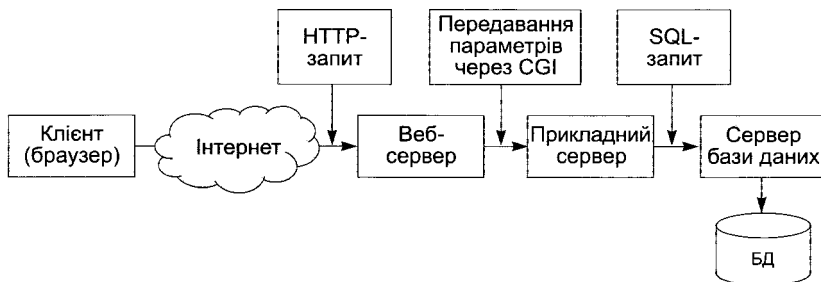 HTTP-
запит
Передавання
параметрів
через CGI
SQL-
запит
Клієнт
(браузер)
Інтернет
Веб-
сервер
Прикладний
сервер
Сервер
бази даних
БД